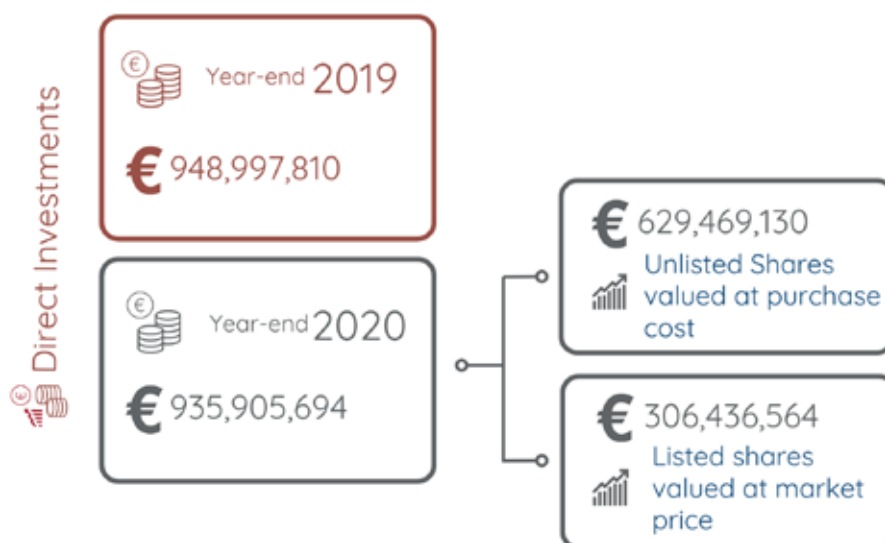 Direct Investments
Year-end 2019
€ 948,997,810
Year-end 2020
€ 935,905,694
€ 629,469,130
Unlisted Shares
valued at purchase
cost
€ 306,436,564
Listed shares
valued at market
price